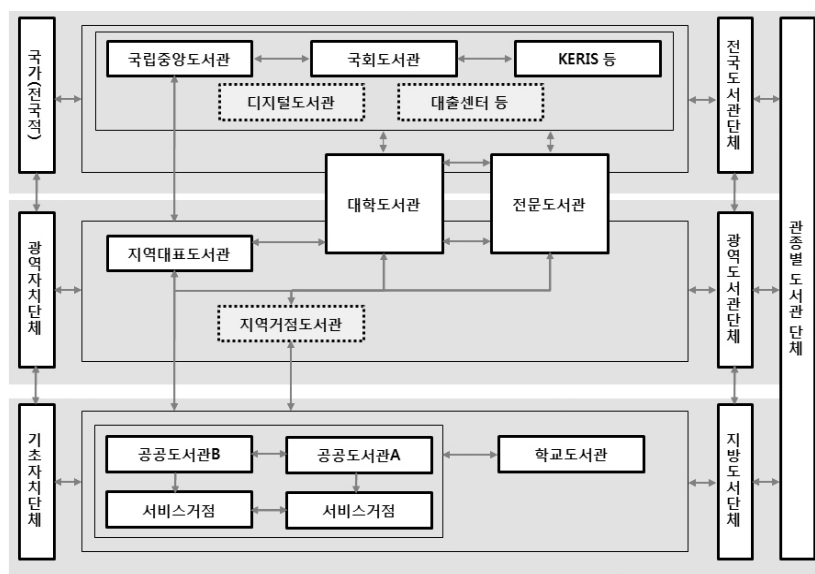 국가(전국적)
국립중앙도서관
국회도서관
KERIS 등
디지털도서관
대출센터 등
전국도서관단체
대학도서관
전문도서관
관종별 도서관 단체
광역자치단체
지역대표도서관
지역거점도서관
광역도서관단체
기초자치단체
공공도서관B
공공도서관A
학교도서관
서비스거점
서비스거점
지방도서단체